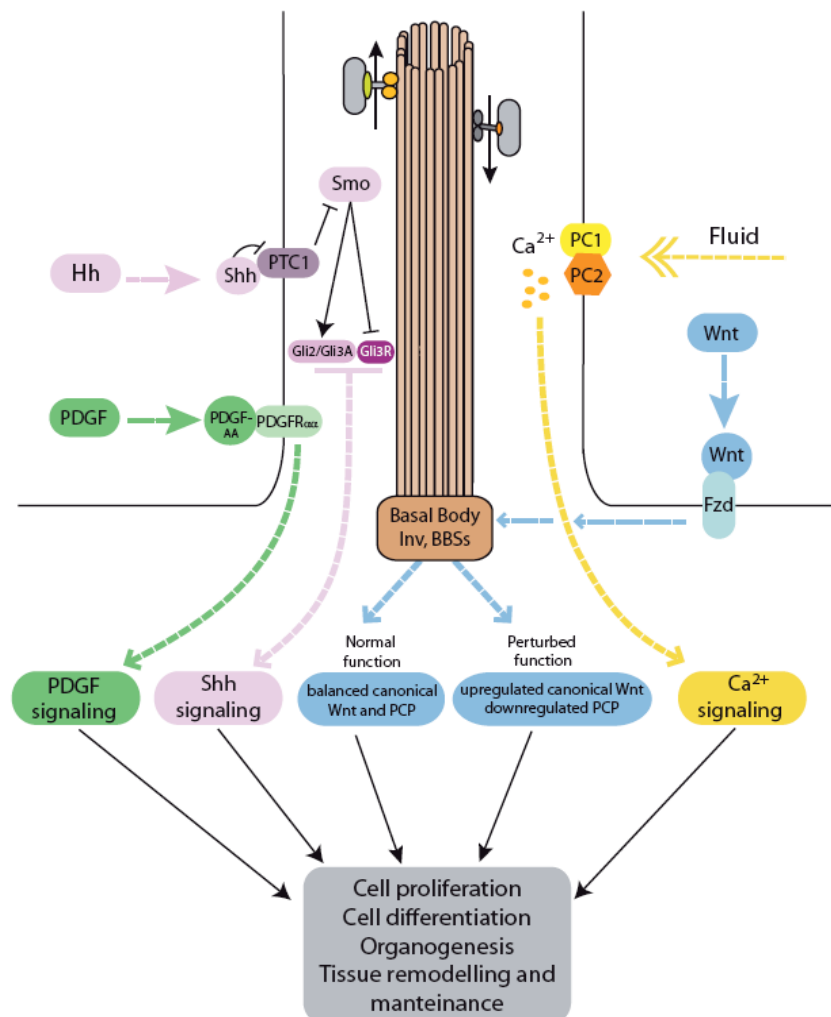 Smo
Ca²⁺
PC1
Fluid
Hh
Shh
PTC1
PC2
Wnt
Gli2/Gli3A
Gli3R
PDGF
PDGF-
AA
PDGFRαα
Wnt
Fzd
Basal Body
Inv, BBSs
Normal
function
Perturbed
function
PDGF
signaling
Shh
signaling
balanced canonical
Wnt and PCP
upregulated canonical Wnt
downregulated PCP
Ca²⁺
signaling
Cell proliferation
Cell differentiation
Organogenesis
Tissue remodelling and
manteinance